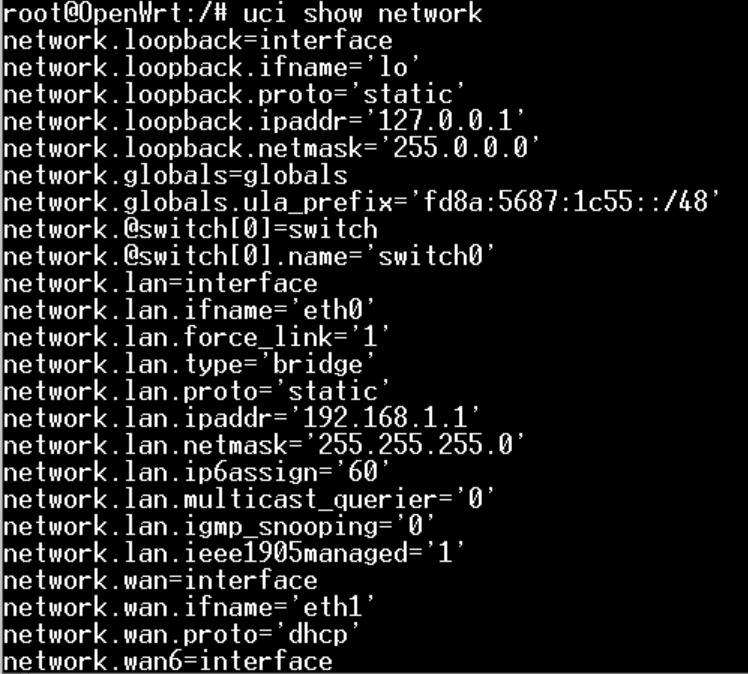 root@OpenWrt:/# uci show network
network.loopback=interface
network.loopback.ifname='lo'
network.loopback.proto='static'
network.loopback.ipaddr='127.0.0.1'
network.loopback.netmask='255.0.0.0'
network.globals=globals
network.globals.ula_prefix='fd8a:5687:1c55::/48'
network.@switch[0]=switch
network.@switch[0].name='switch0'
network.lan=interface
network.lan.ifname='eth0'
network.lan.force_link='1'
network.lan.type='bridge'
network.lan.proto='static'
network.lan.ipaddr='192.168.1.1'
network.lan.netmask='255.255.255.0'
network.lan.ip6assign='60'
network.lan.multicast_querier='0'
network.lan.igmp_snooping='0'
network.lan.ieee1905managed='1'
network.wan=interface
network.wan.ifname='eth1'
network.wan.proto='dhcp'
network.wan6=interface